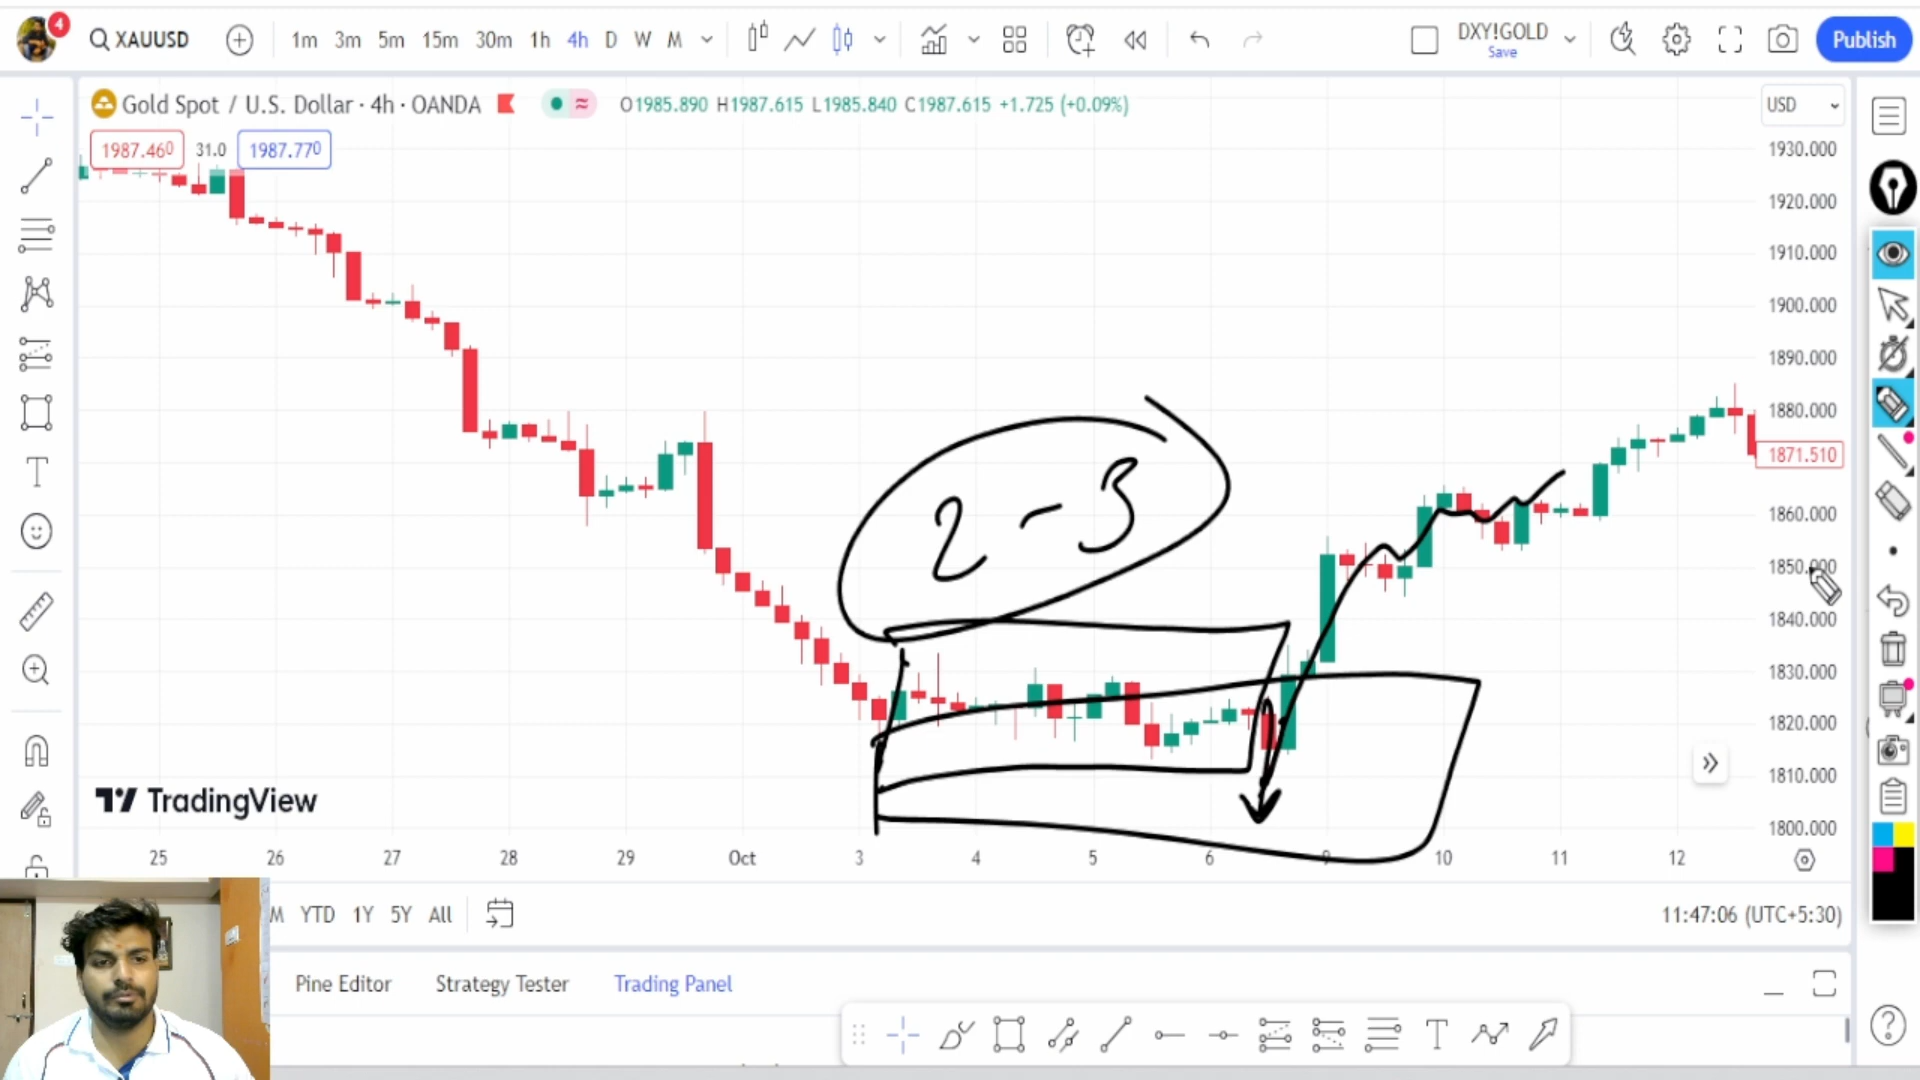 4 XAUUSD 1m 3m 5m 15m 30m 1h 4h D W M DXY!GOLD Save Publish
Gold Spot / U.S. Dollar · 4h · OANDA O1985.890 H1987.615 L1985.840 C1987.615 +1.725 (+0.09%) USD
1987.460 31.0 1987.770
1930.000
1920.000
1910.000
1900.000
1890.000
1880.000
1871.510
1860.000
2 - 3
1850.000
1840.000
1830.000
1820.000
1810.000
1800.000
TradingView
25 26 27 28 29 Oct 3 4 5 6 9 10 11 12
M YTD 1Y 5Y All 11:47:06 (UTC+5:30)
Pine Editor Strategy Tester Trading Panel